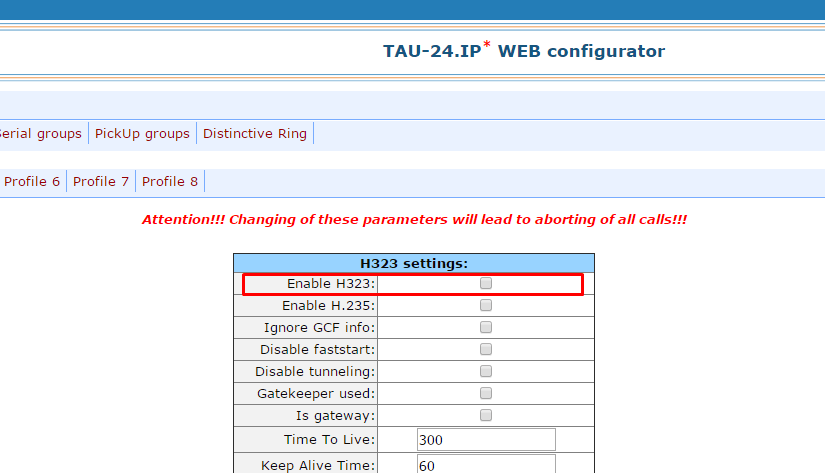 TAU-24.IP* WEB configurator
Serial groups PickUp groups Distinctive Ring
Profile 6 Profile 7 Profile 8
Attention!!! Changing of these parameters will lead to aborting of all calls!!!
H323 settings:
Enable H323:
Enable H.235:
Ignore GCF info:
Disable faststart:
Disable tunneling:
Gatekeeper used:
Is gateway:
Time To Live: 300
Keep Alive Time: 60